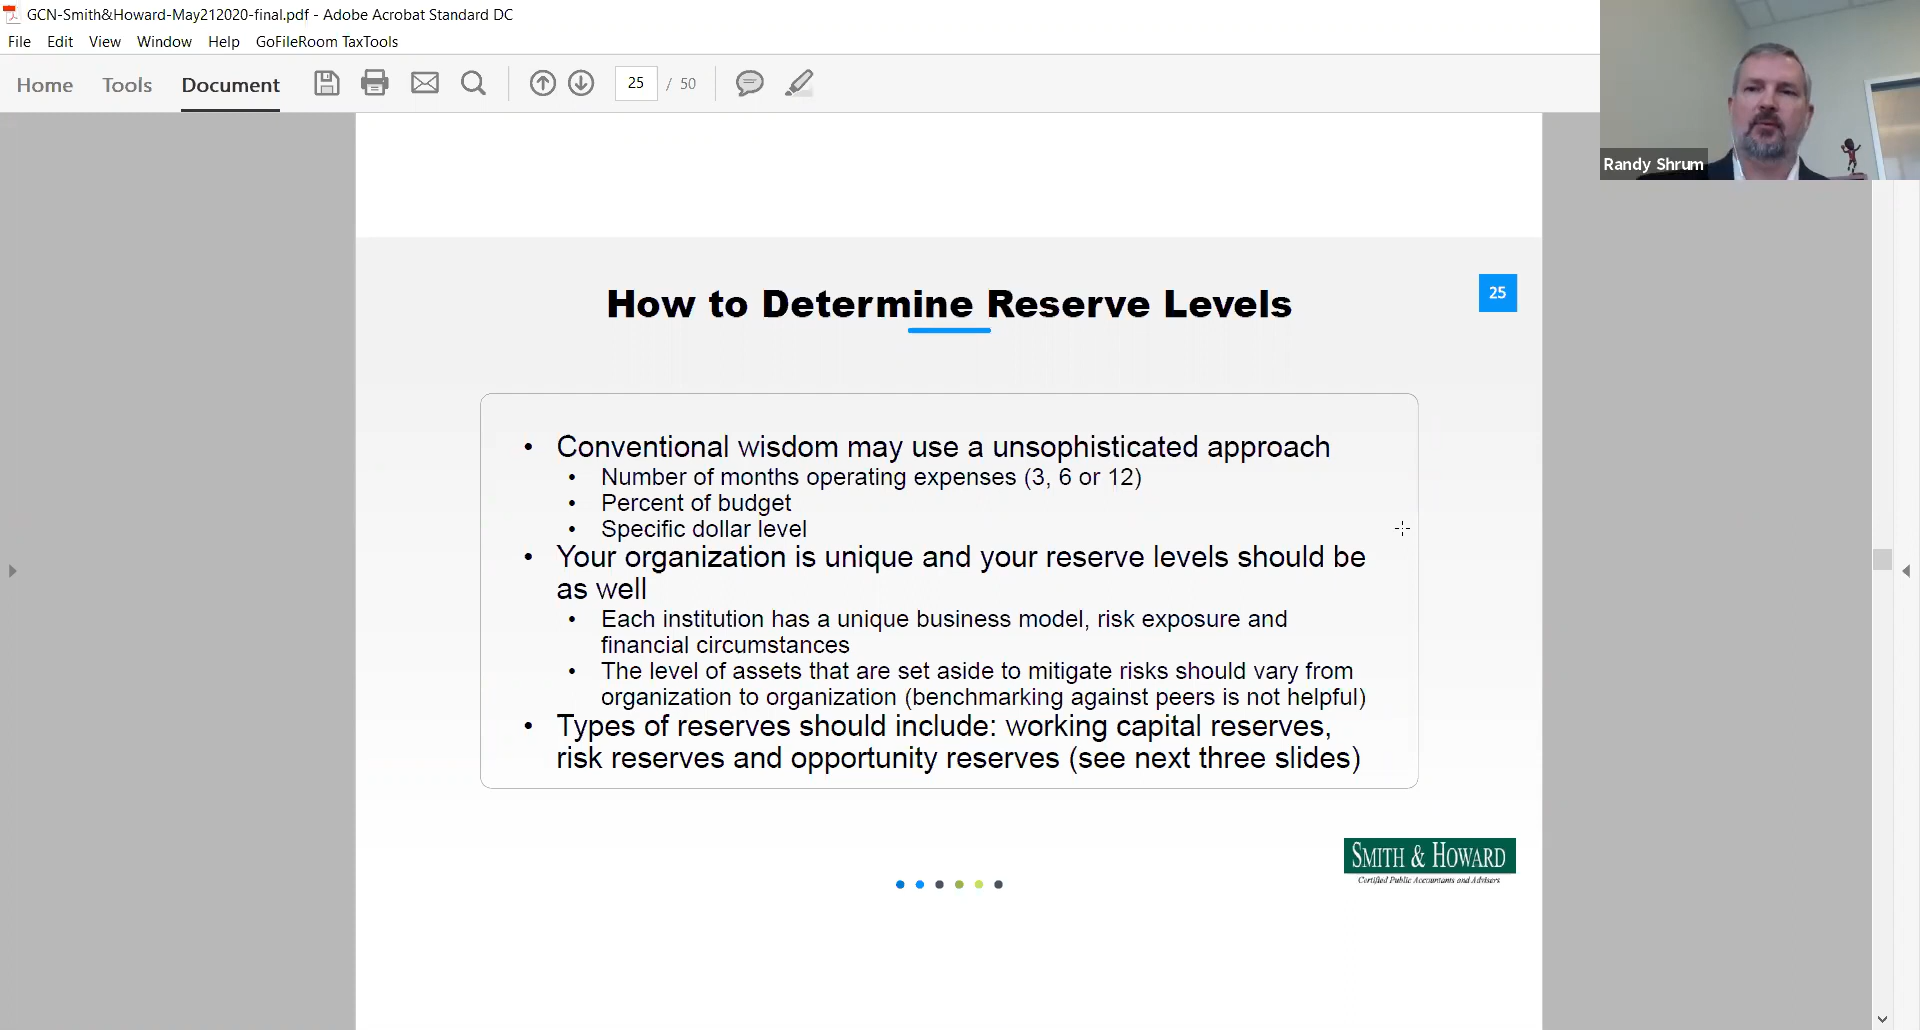 GCN-Smith&Howard-May212020-final.pdf - Adobe Acrobat Standard DC
File Edit View Window Help GoFileRoom TaxTools
Home Tools Document 25 / 50
Randy Shrum
How to Determine Reserve Levels
25
• Conventional wisdom may use a unsophisticated approach
• Number of months operating expenses (3, 6 or 12)
• Percent of budget
• Specific dollar level
• Your organization is unique and your reserve levels should be
as well
• Each institution has a unique business model, risk exposure and
financial circumstances
• The level of assets that are set aside to mitigate risks should vary from
organization to organization (benchmarking against peers is not helpful)
• Types of reserves should include: working capital reserves,
risk reserves and opportunity reserves (see next three slides)
SMITH & HOWARD
Certified Public Accountants and Advisers